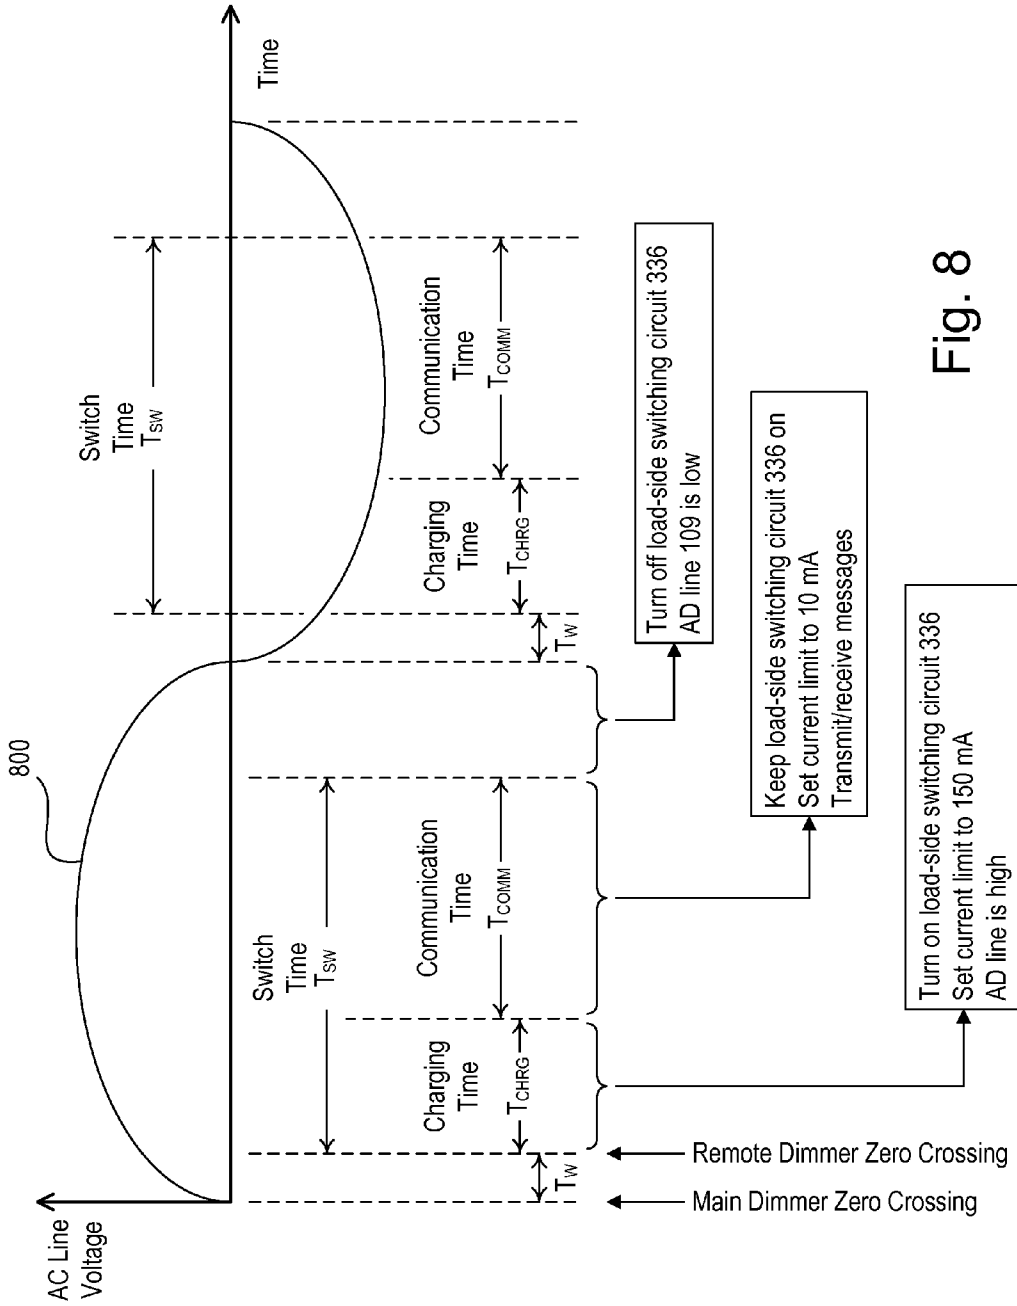 AC Line
Voltage
800
Time
Switch
Time
TSW
Switch
Time
TSW
Charging
Time
TCHRG
Communication
Time
TCOMM
Charging
Time
TCHRG
Communication
Time
TCOMM
TW
TW
Main Dimmer Zero Crossing
Remote Dimmer Zero Crossing
Turn on load-side switching circuit 336
Set current limit to 150 mA
AD line is high
Keep load-side switching circuit 336 on
Set current limit to 10 mA
Transmit/receive messages
Turn off load-side switching circuit 336
AD line 109 is low
Fig. 8